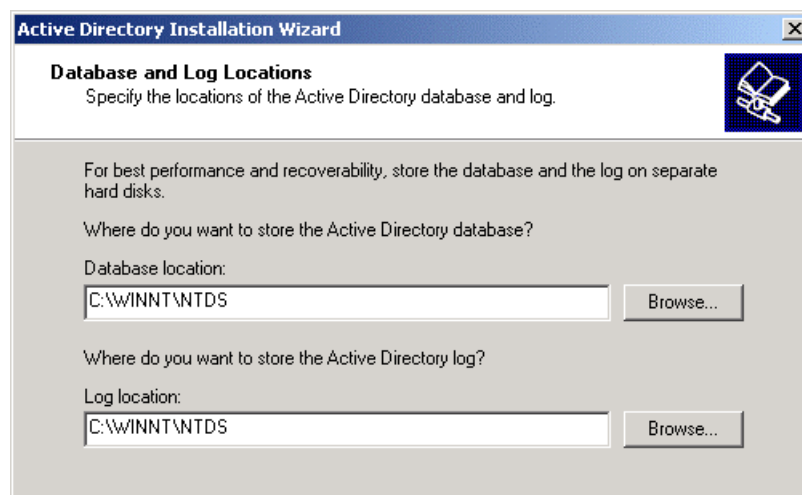 Active Directory Installation Wizard
Database and Log Locations
Specify the locations of the Active Directory database and log.
For best performance and recoverability, store the database and the log on separate
hard disks.
Where do you want to store the Active Directory database?
Database location:
C:\WINNT\NTDS
Browse...
Where do you want to store the Active Directory log?
Log location:
C:\WINNT\NTDS
Browse...